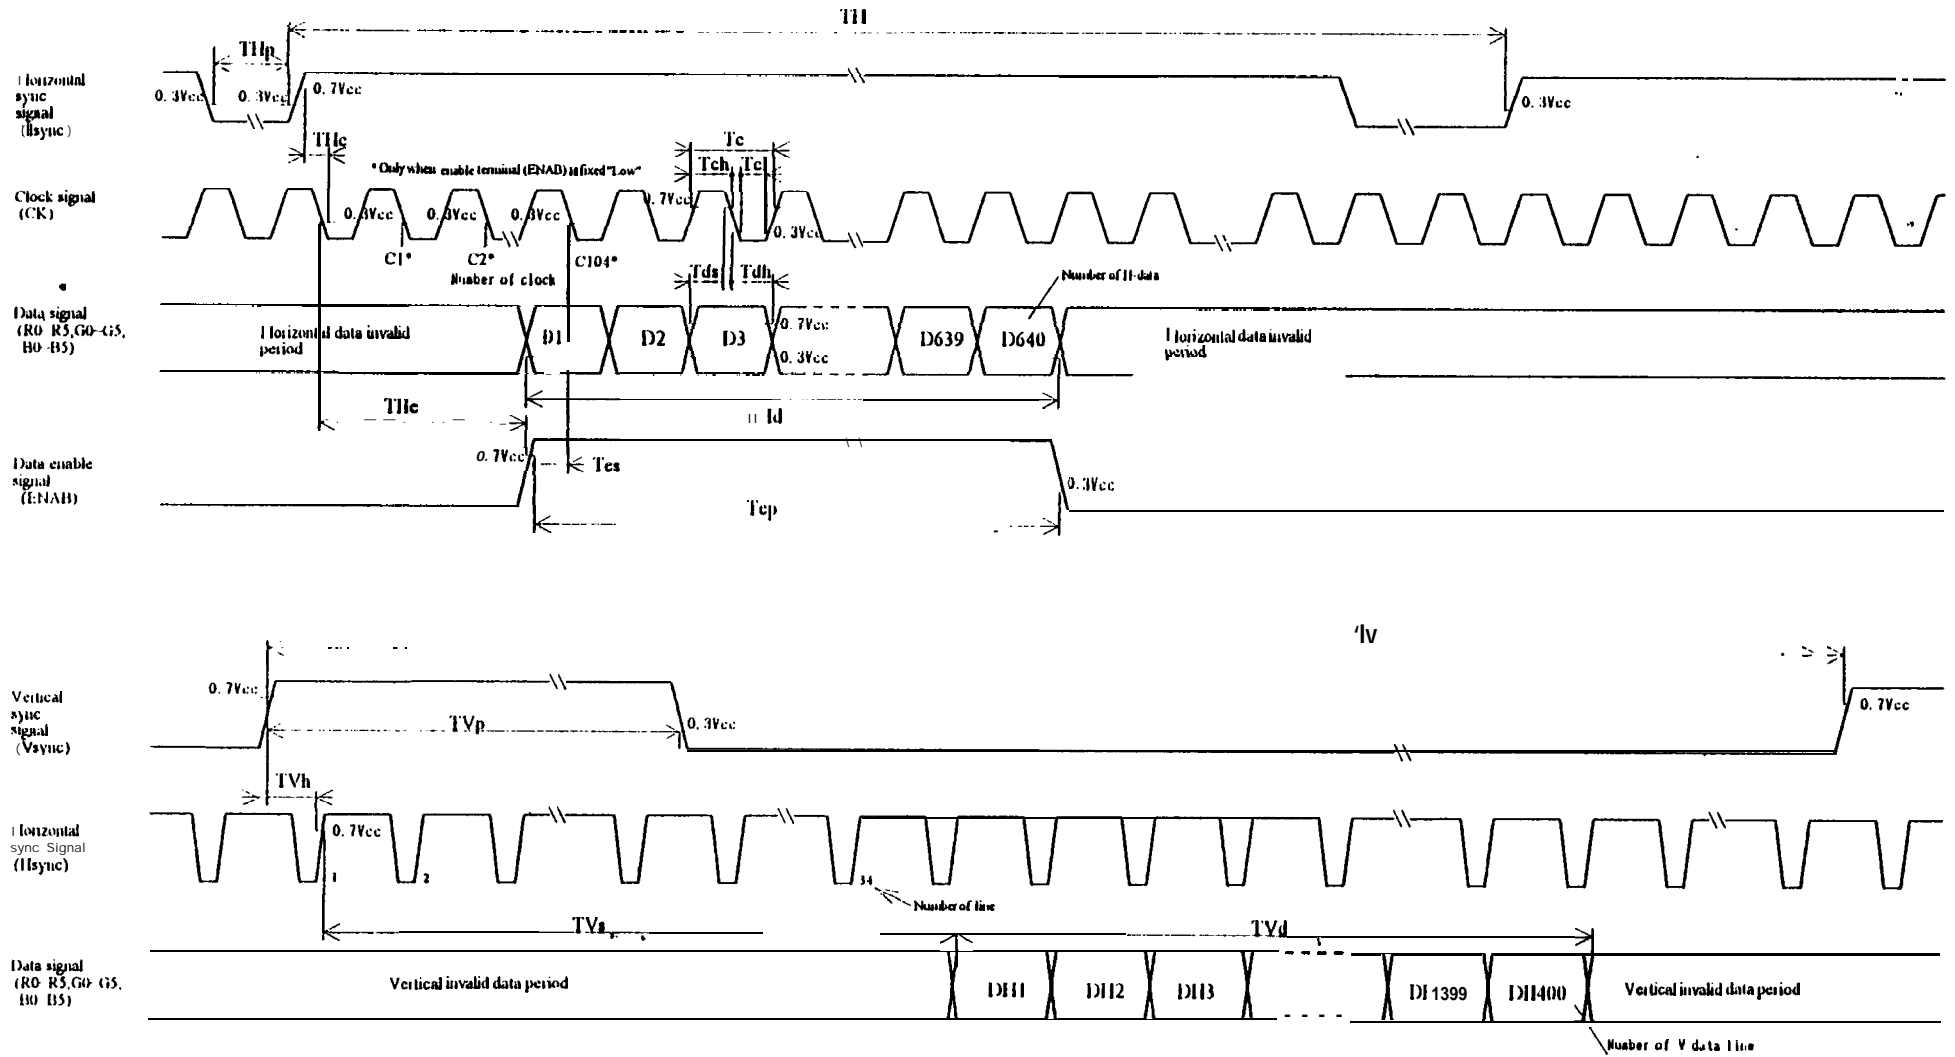 TH
THp
Horizontal
sync
signal
(Hsync)
0.3Vcc
0.3Vcc
0.7Vcc
0.3Vcc
THc
Tc
* Only when enable terminal (ENAB) is fixed "Low"
Tch
Tcl
Clock signal
(CK)
0.3Vcc
0.3Vcc
0.3Vcc
0.7Vcc
0.3Vcc
C1*
C2*
C104*
Number of clock
Tds
Tdh
Number of H-data
Data signal
(R0~R5,G0~G5,
B0~B5)
Horizontal data invalid
period
D1
D2
D3
0.7Vcc
0.3Vcc
D639
D640
Horizontal data invalid
period
THe
0.7Vcc
Tes
Data enable
signal
(ENAB)
0.3Vcc
Tep
Vertical
sync
signal
(Vsync)
0.7Vcc
TVp
0.3Vcc
0.7Vcc
TVh
Horizontal
sync Signal
(Hsync)
0.7Vcc
1
2
34
Number of line
TVs
TVd
Data signal
(R0~R5,G0~G5,
B0~B5)
Vertical invalid data period
DH1
DH2
DH3
DH399
DH400
Vertical invalid data period
Number of V data line